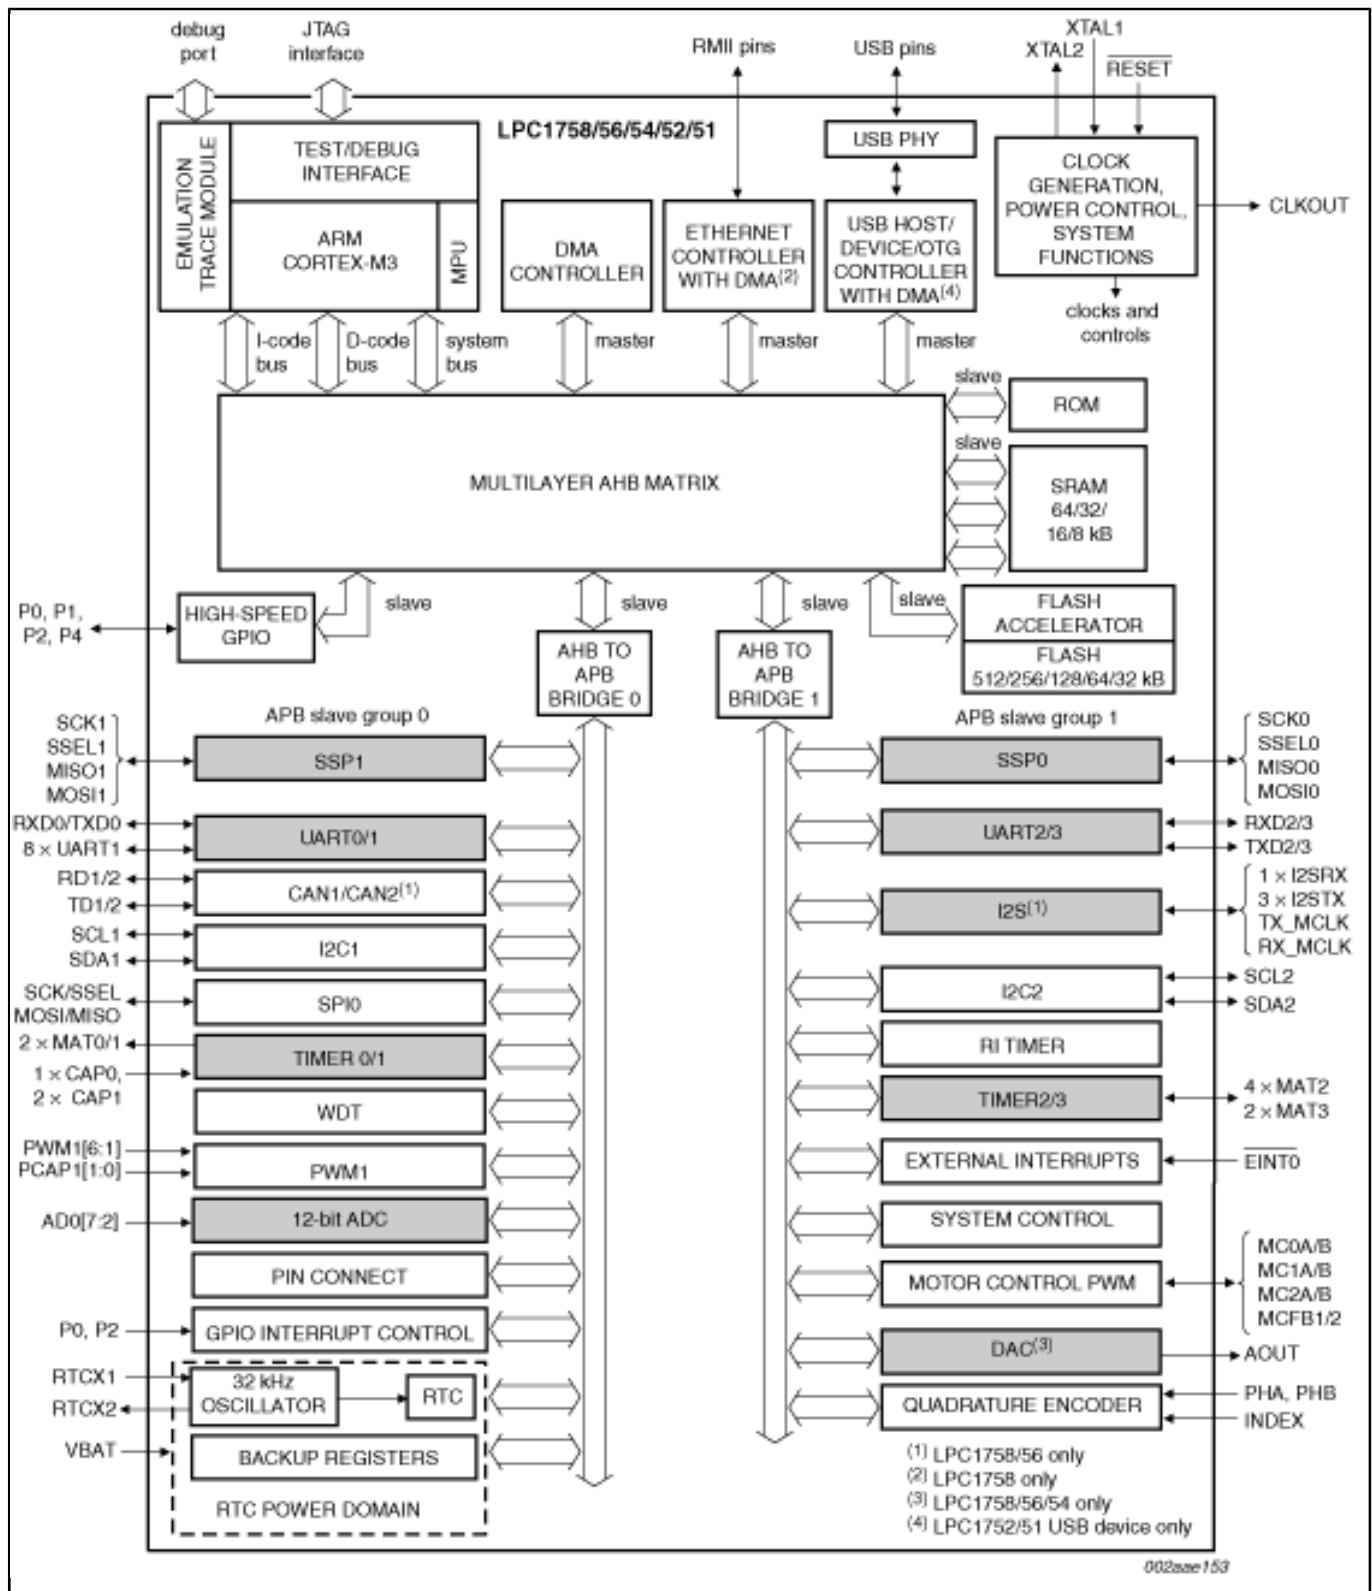 debug
port
JTAG
interface
RMII pins
USB pins
XTAL1
XTAL2
RESET
LPC1758/56/54/52/51
EMULATION
TRACE MODULE
TEST/DEBUG
INTERFACE
USB PHY
CLOCK
GENERATION,
POWER CONTROL,
SYSTEM
FUNCTIONS
CLKOUT
ARM
CORTEX-M3
MPU
DMA
CONTROLLER
ETHERNET
CONTROLLER
WITH DMA(2)
USB HOST/
DEVICE/OTG
CONTROLLER
WITH DMA(4)
clocks and
controls
I-code
bus
D-code
bus
system
bus
master
master
master
slave
ROM
slave
MULTILAYER AHB MATRIX
SRAM
64/32/
16/8 kB
P0, P1,
P2, P4
HIGH-SPEED
GPIO
slave
slave
slave
slave
FLASH
ACCELERATOR
FLASH
512/256/128/64/32 kB
AHB TO
APB
BRIDGE 0
AHB TO
APB
BRIDGE 1
APB slave group 0
APB slave group 1
SCK1
SSEL1
MISO1
MOSI1
SSP1
SSP0
SCK0
SSEL0
MISO0
MOSI0
RXD0/TXD0
8 × UART1
UART0/1
UART2/3
RXD2/3
TXD2/3
RD1/2
TD1/2
CAN1/CAN2(1)
I2S(1)
1 × I2SRX
3 × I2STX
TX_MCLK
RX_MCLK
SCL1
SDA1
I2C1
I2C2
SCL2
SDA2
SCK/SSEL
MOSI/MISO
SPI0
RI TIMER
2 × MAT0/1
1 × CAP0,
2 × CAP1
TIMER 0/1
TIMER2/3
4 × MAT2
2 × MAT3
WDT
EXTERNAL INTERRUPTS
EINT0
PWM1[6:1]
PCAP1[1:0]
PWM1
SYSTEM CONTROL
AD0[7:2]
12-bit ADC
MOTOR CONTROL PWM
MC0A/B
MC1A/B
MC2A/B
MCFB1/2
PIN CONNECT
P0, P2
GPIO INTERRUPT CONTROL
DAC(3)
AOUT
RTCX1
RTCX2
32 kHz
OSCILLATOR
RTC
QUADRATURE ENCODER
PHA, PHB
INDEX
VBAT
BACKUP REGISTERS
RTC POWER DOMAIN
(1) LPC1758/56 only
(2) LPC1758 only
(3) LPC1758/56/54 only
(4) LPC1752/51 USB device only
002aae153